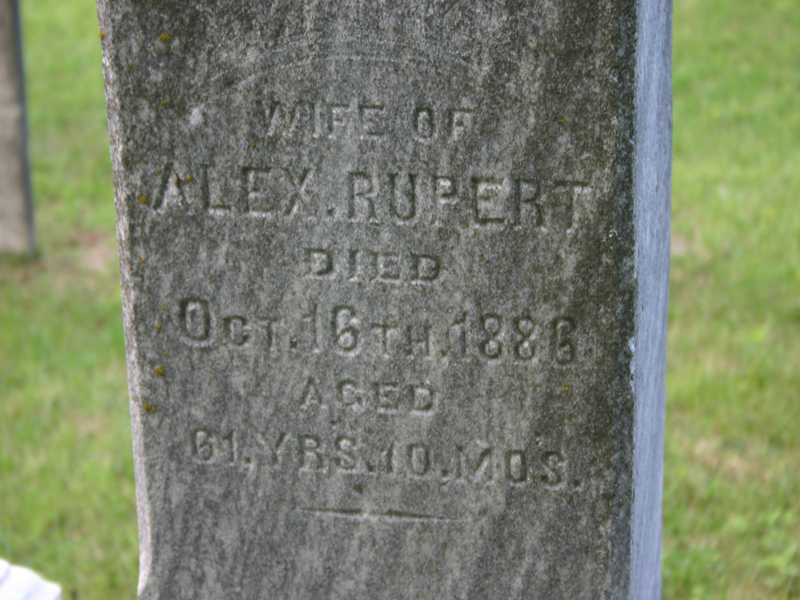 WIFE OF
ALEX. RUPERT
DIED
OCT. 16TH, 1886
AGED
61, YRS. 10, MOS.